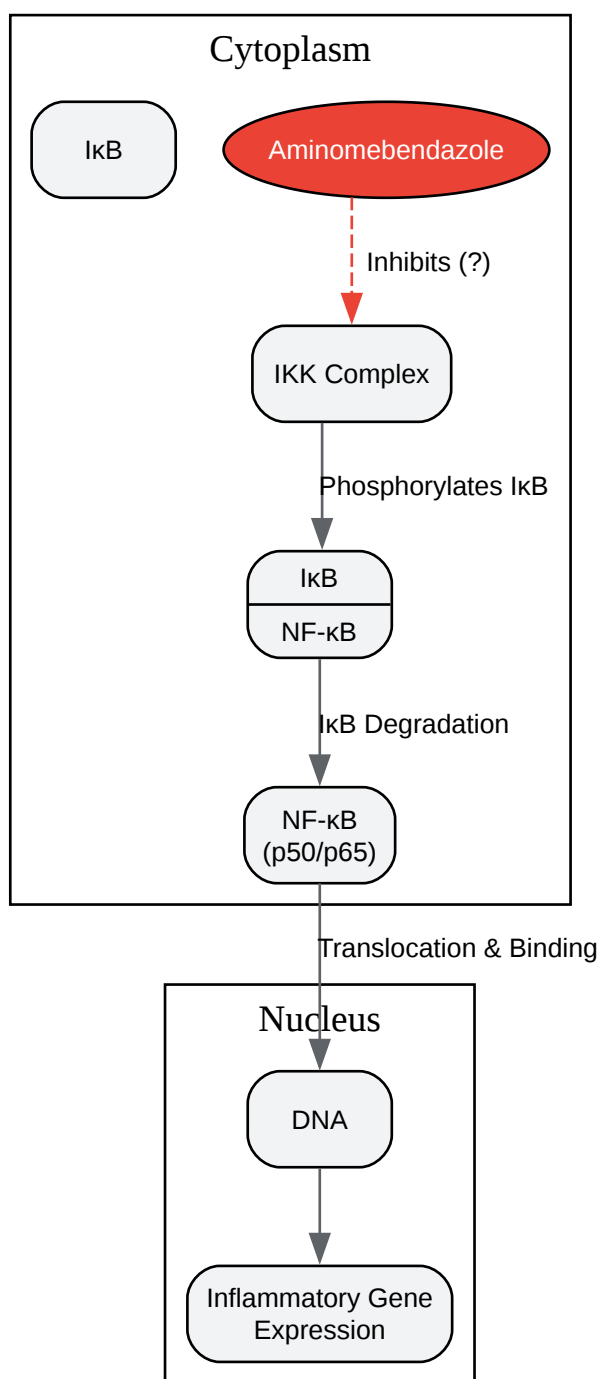 Cytoplasm
IκB
Aminomebendazole
Inhibits (?)
IKK Complex
Phosphorylates IκB
IκB
NF-κB
IκB Degradation
NF-κB
(p50/p65)
Translocation & Binding
Nucleus
DNA
Inflammatory Gene
Expression